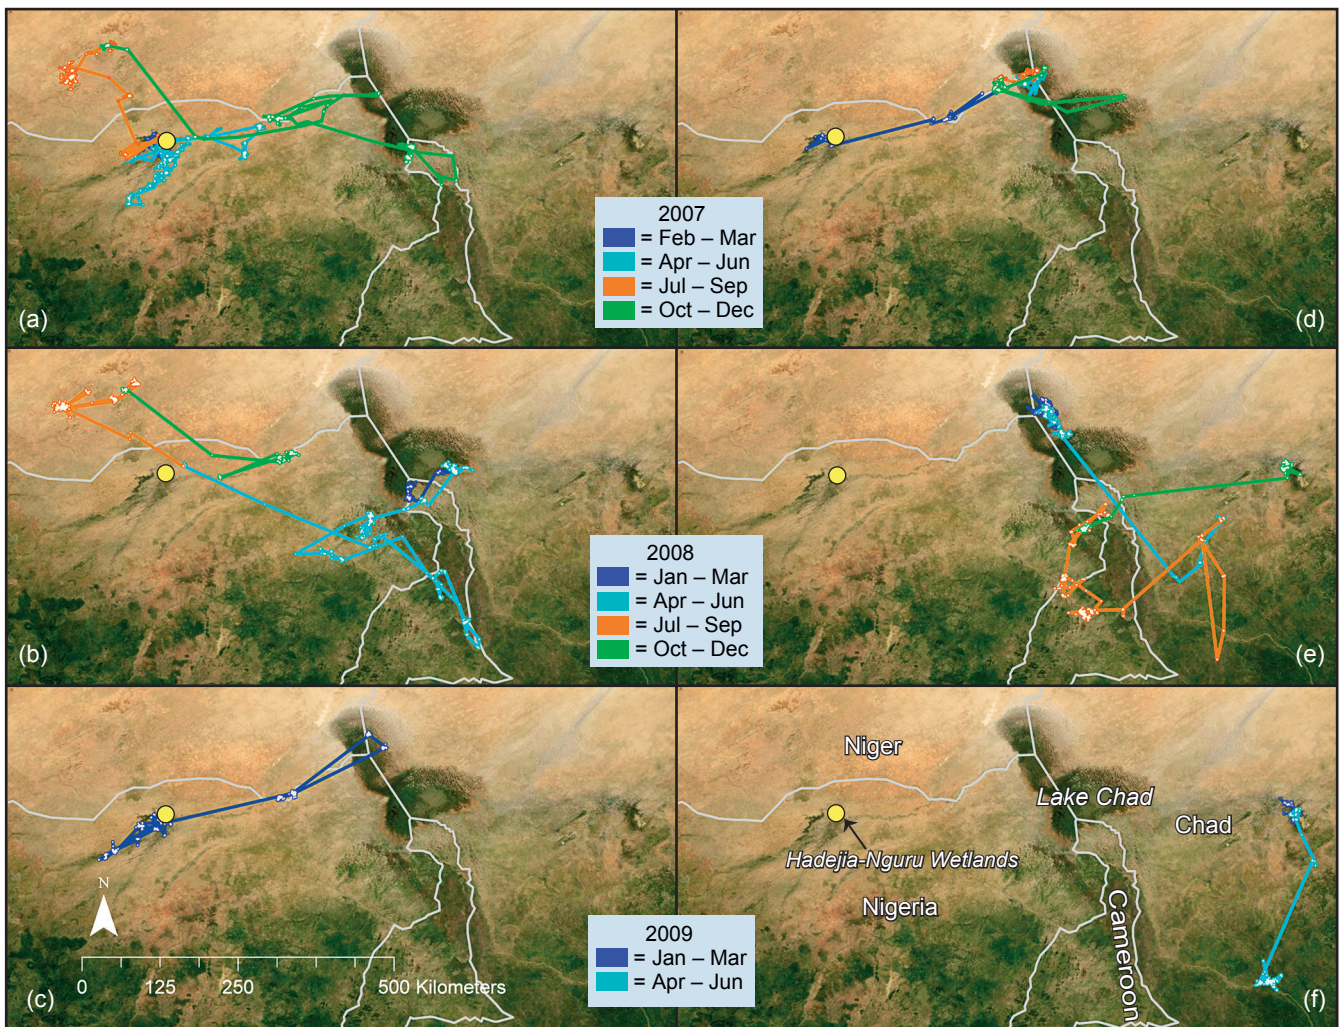 (a)
2007
= Feb – Mar
= Apr – Jun
= Jul – Sep
= Oct – Dec
(d)
(b)
2008
= Jan – Mar
= Apr – Jun
= Jul – Sep
= Oct – Dec
(e)
N
0 125 250 500 Kilometers
(c)
2009
= Jan – Mar
= Apr – Jun
Niger
Lake Chad
Chad
Hadejia-Nguru Wetlands
Nigeria
Cameroon
(f)